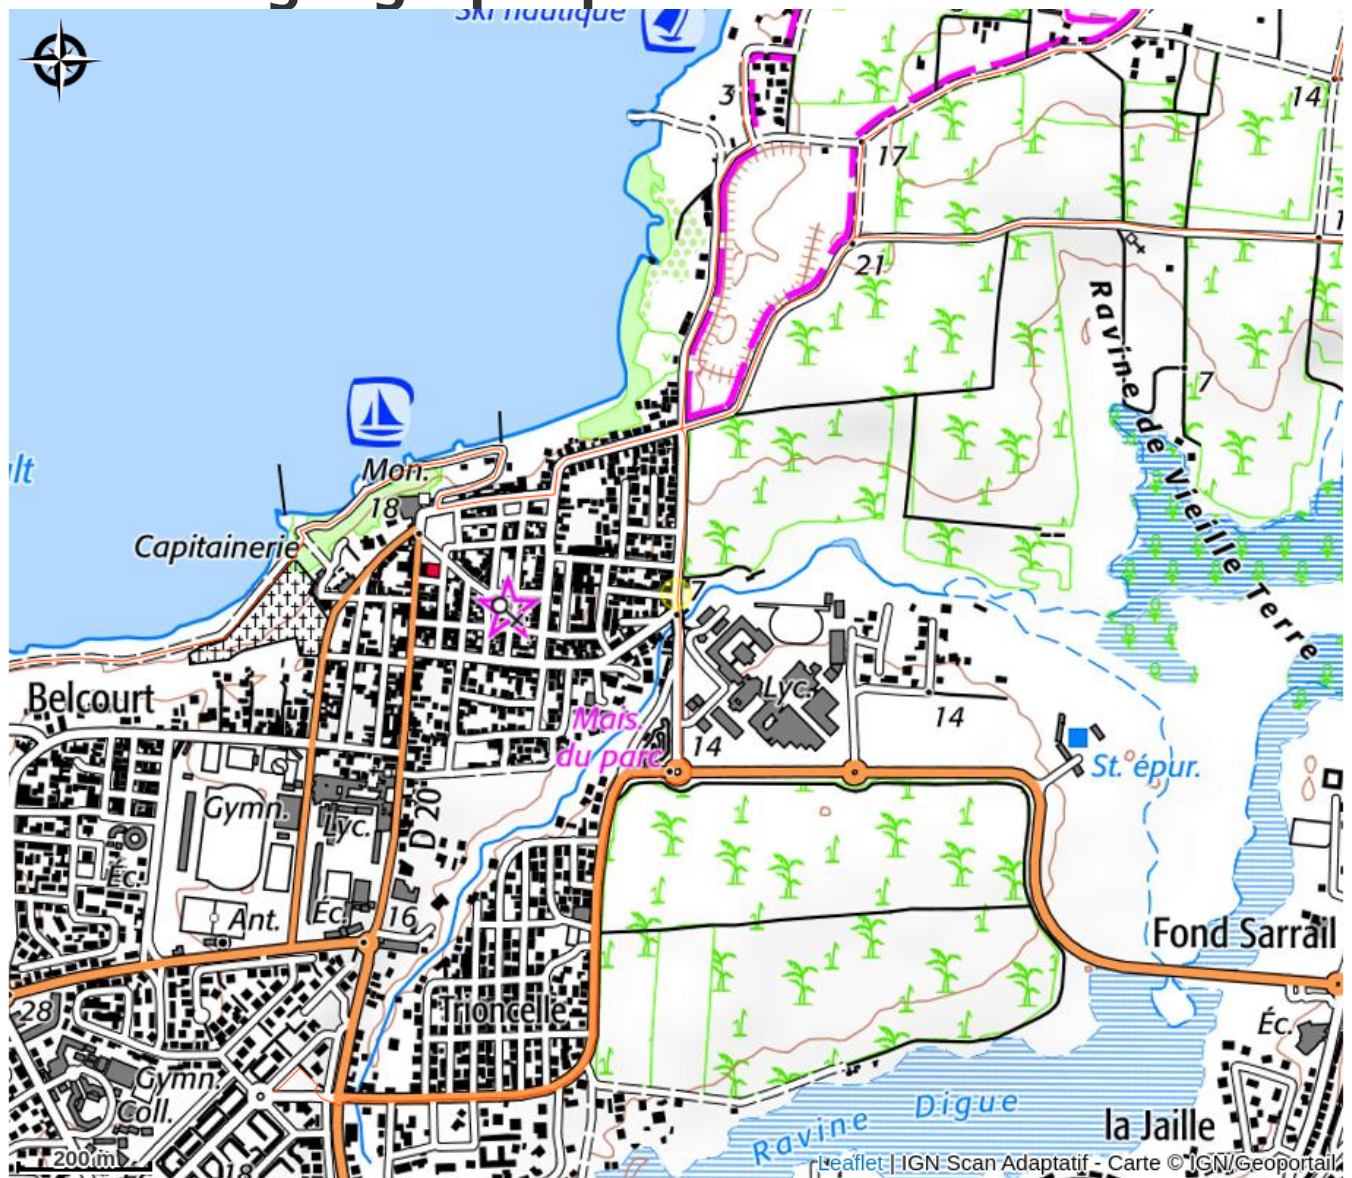 Ski nautique
3
14
17
21
Ravine de Vieille Terre
7
lt
Mon.
18
Capitainerie
7
Belcourt
Lyc.
14
Mais.
du parc
14
St. épur.
Gymn.
Lyc.
D 20
Éc.
Ant.
Éc.
16
Fond Sarrail
28
Trioncelle
Éc.
Gymn.
Coll.
Ravine Digue
la Jaille
200 m
18
Leaflet | IGN Scan Adaptatif - Carte © IGN/Geoportail